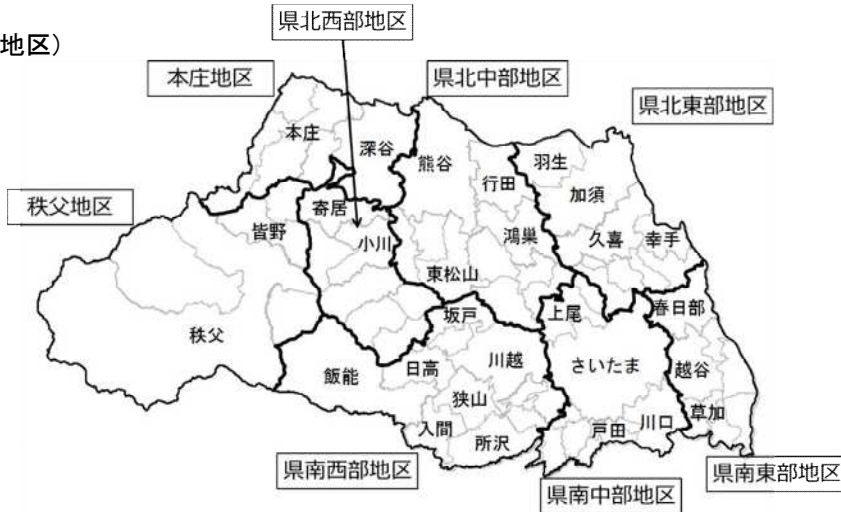 県北西部地区
地区）
本庄地区
県北中部地区
県北東部地区
本庄
深谷
熊谷
羽生
行田
加須
秩父地区
寄居
皆野
小川
鴻巣
久喜
幸手
東松山
坂戸
上尾
春日部
秩父
さいたま
飯能
日高
川越
越谷
狭山
入間
所沢
戸田
川口
草加
県南西部地区
県南中部地区
県南東部地区